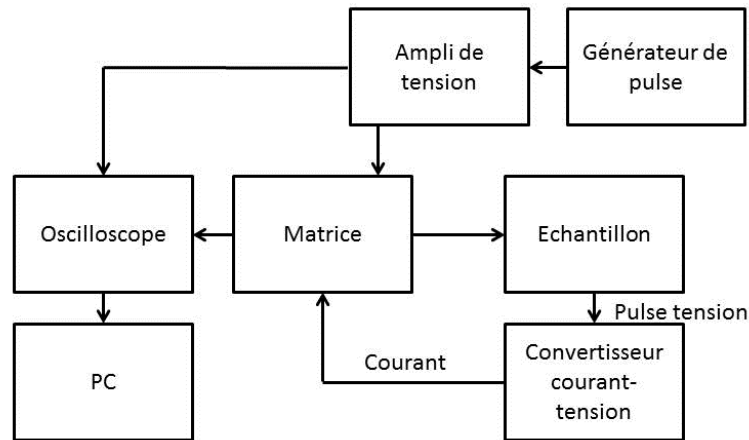 Ampli de
tension
Générateur de
pulse
Oscilloscope
Matrice
Echantillon
Pulse tension
PC
Courant
Convertisseur
courant-
tension